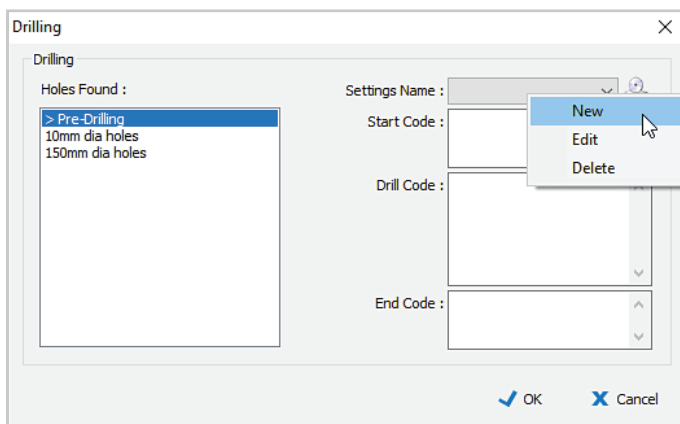 Drilling
Drilling
Holes Found :
> Pre-Drilling
10mm dia holes
150mm dia holes
Settings Name :
Start Code :
Drill Code :
End Code :
New
Edit
Delete
OK
Cancel